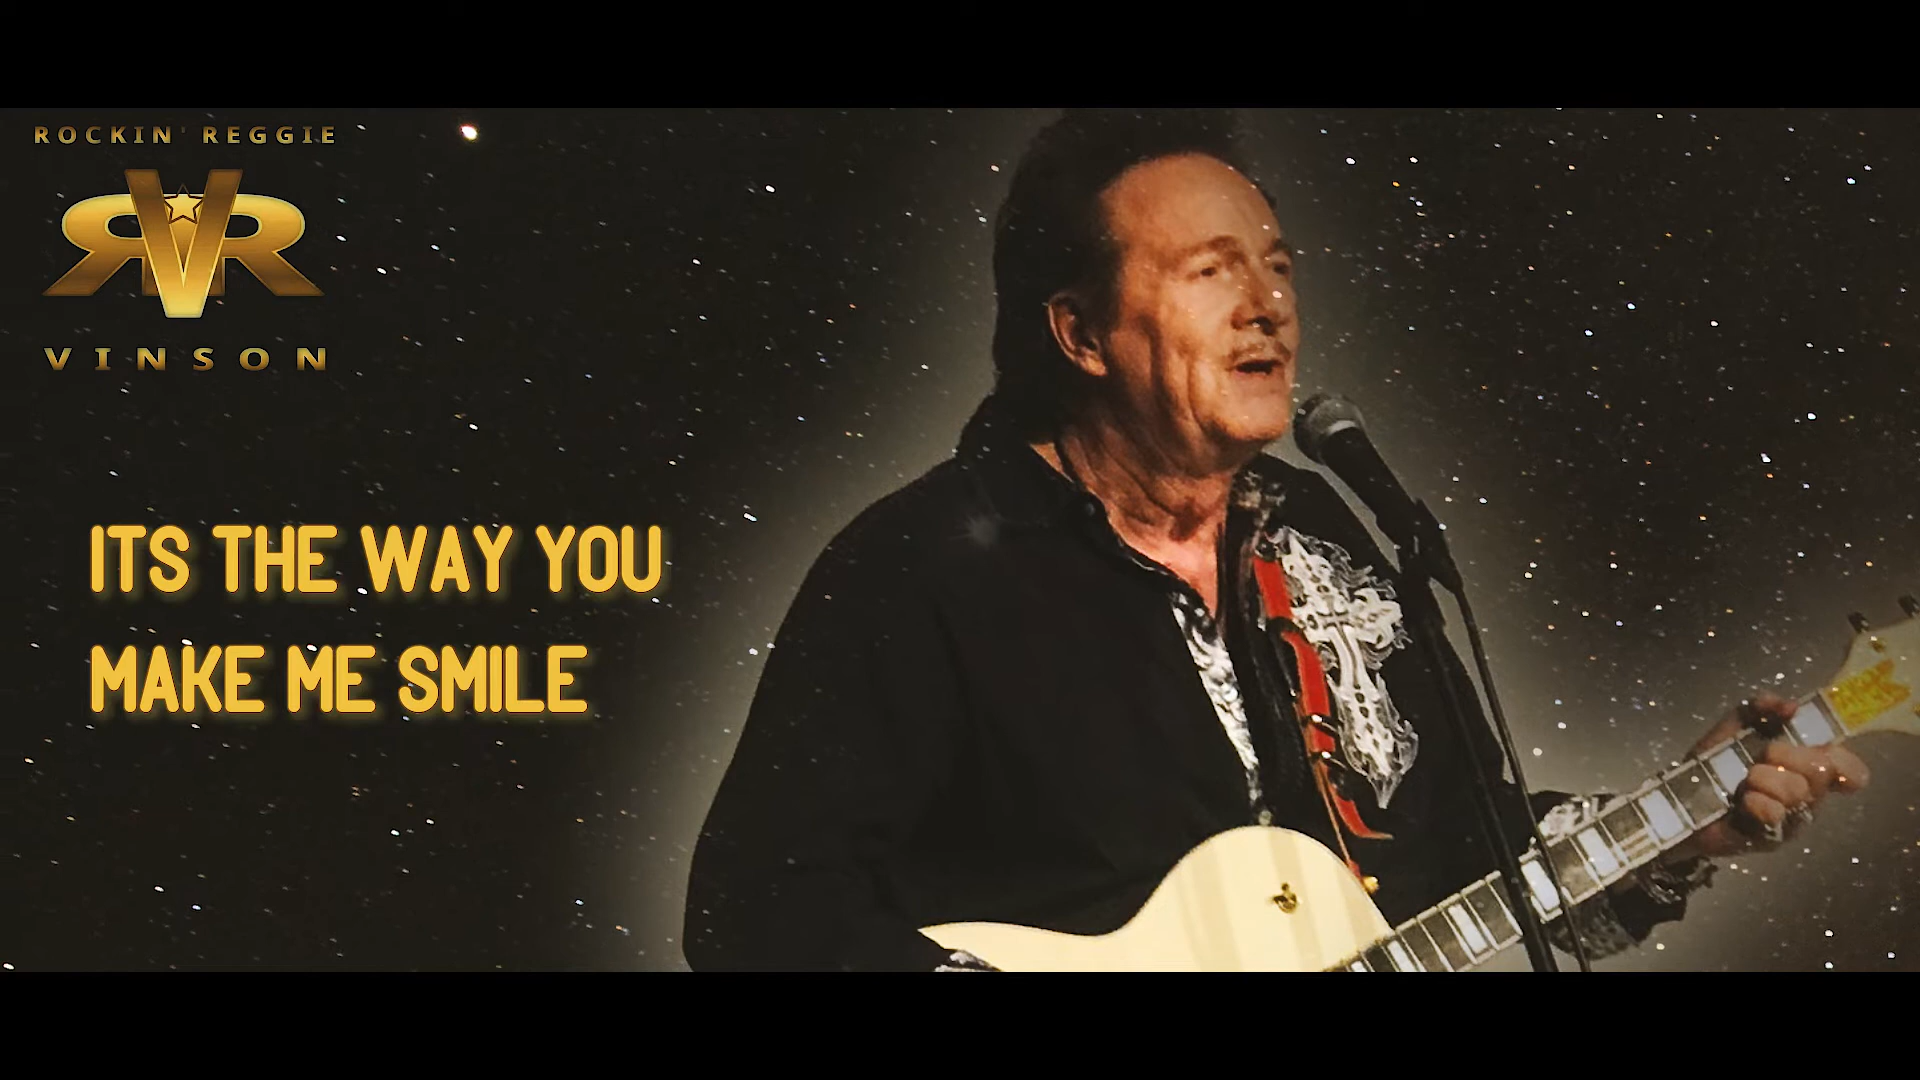 ROCKIN' REGGIE
RVR
VINSON
ITS THE WAY YOU
MAKE ME SMILE